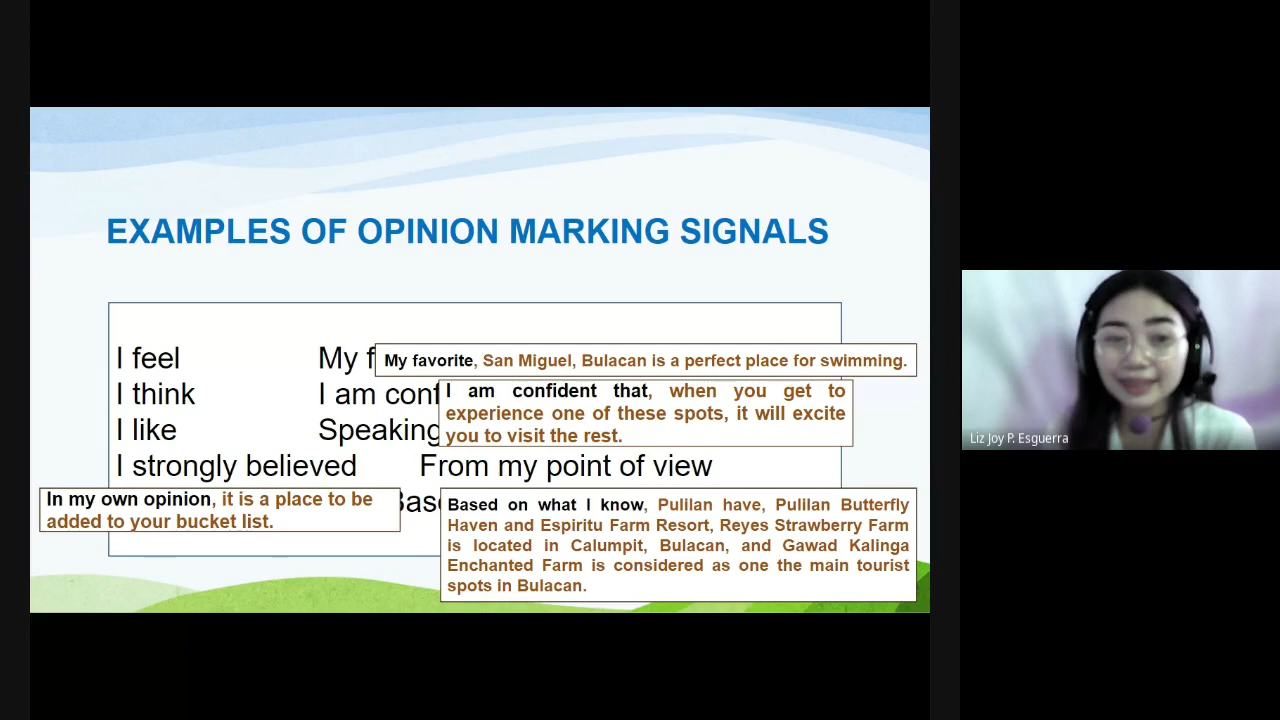 EXAMPLES OF OPINION MARKING SIGNALS
I feel My f
My favorite, San Miguel, Bulacan is a perfect place for swimming.
I think I am conf
I am confident that, when you get to
experience one of these spots, it will excite
you to visit the rest.
I like Speaking
I strongly believed From my point of view
In my own opinion, it is a place to be
added to your bucket list.
Based on what I know, Pulilan have, Pulilan Butterfly
Haven and Espiritu Farm Resort, Reyes Strawberry Farm
is located in Calumpit, Bulacan, and Gawad Kalinga
Enchanted Farm is considered as one the main tourist
spots in Bulacan.
Liz Joy P. Esguerra